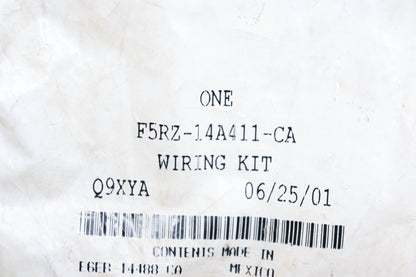 ONE
F5RZ-14A411-CA
WIRING KIT
Q9XYA 06/25/01
CONTENTS MADE IN
MEXICO